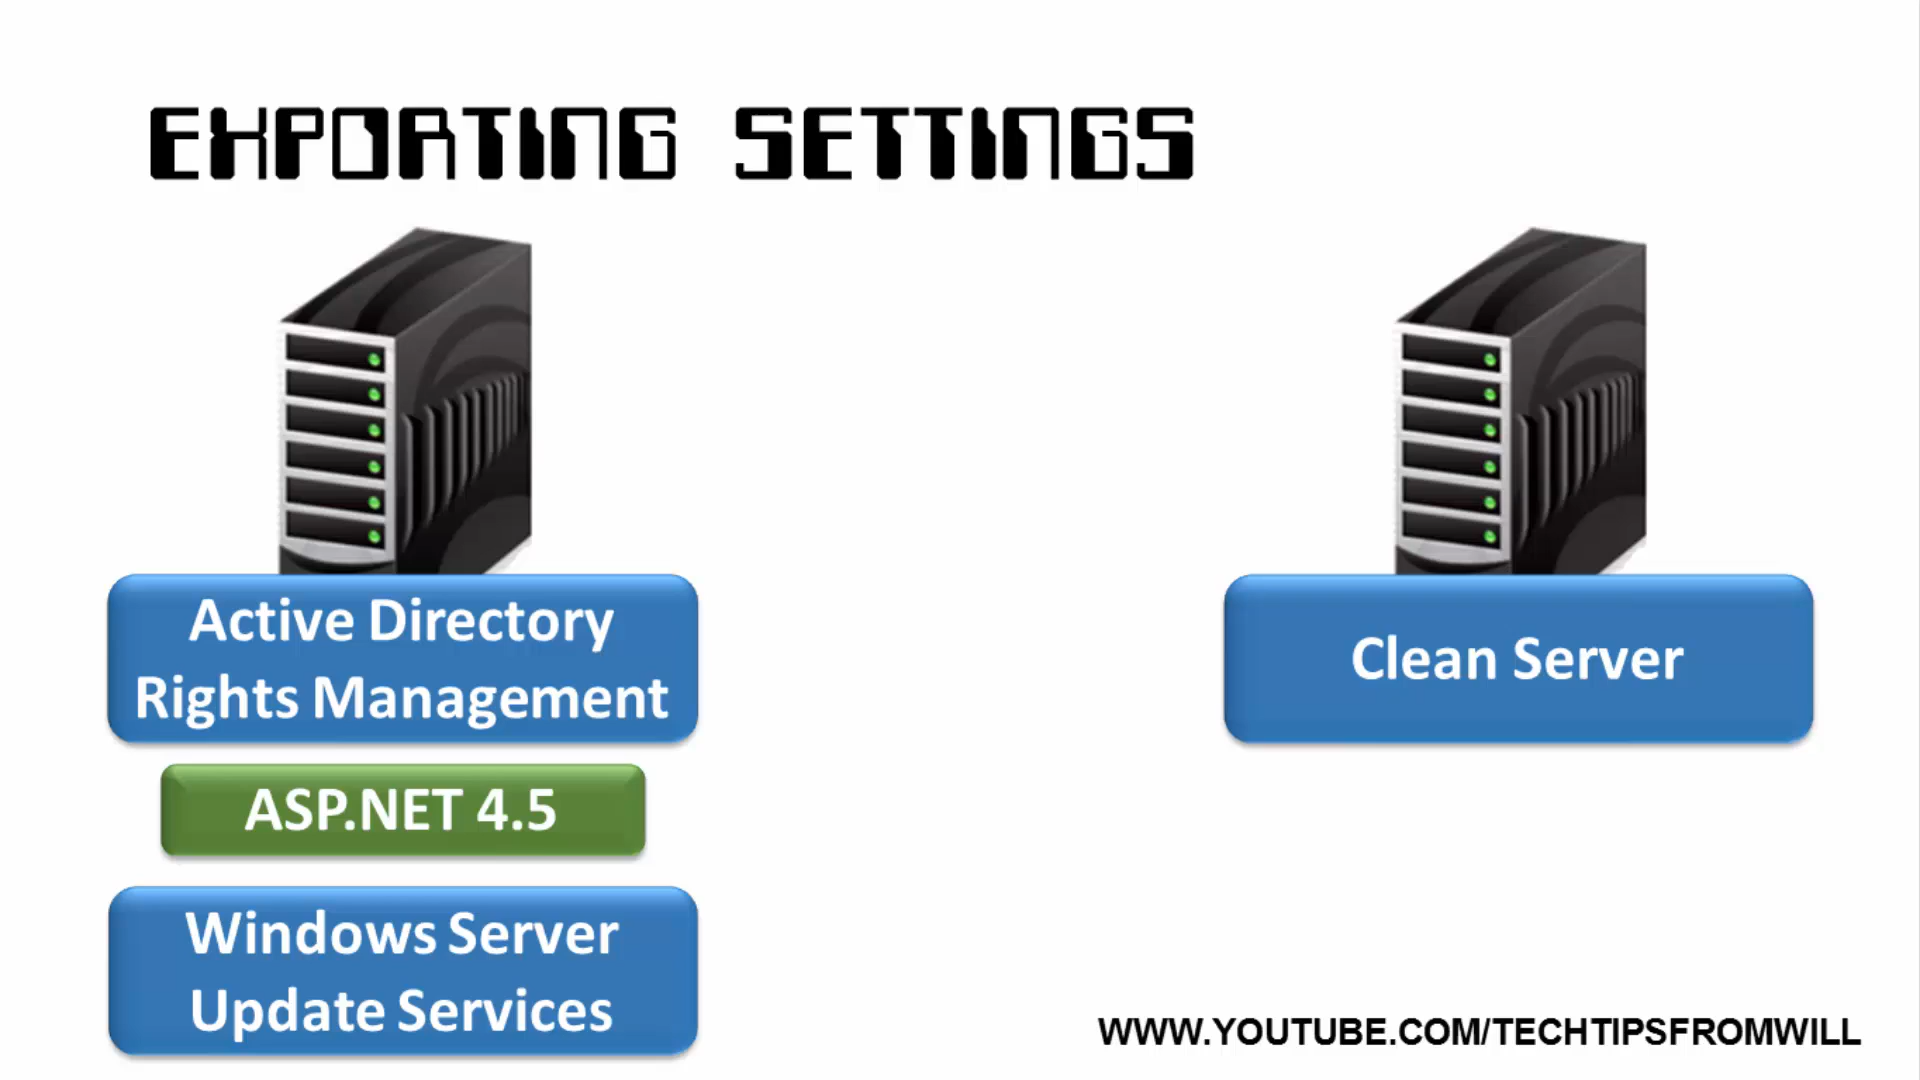 EXPORTING SETTINGS
Active Directory
Rights Management
ASP.NET 4.5
Windows Server
Update Services
Clean Server
WWW.YOUTUBE.COM/TECHTIPSFROMWILL